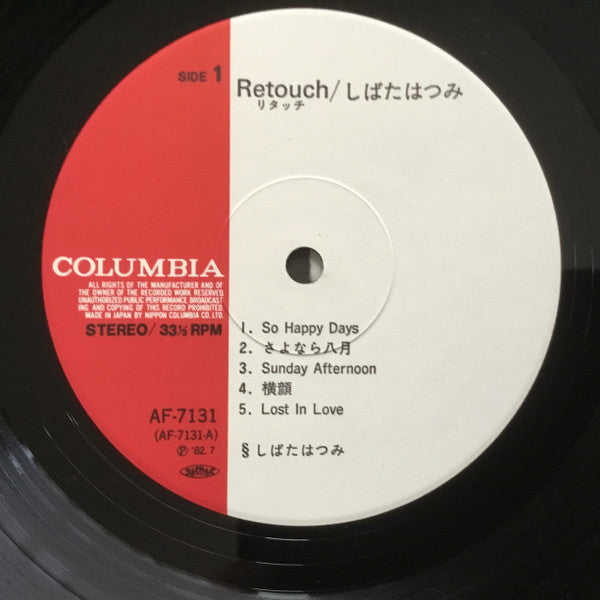 SIDE 1
Retouch/しばたはつみ
リタッチ
COLUMBIA
ALL RIGHTS OF THE MANUFACTURER AND OF
THE OWNER OF THE RECORDED WORK RESERVED
UNAUTHORIZED PUBLIC PERFORMANCE. BROADCAST
ING AND COPYING OF THIS RECORD PROHIBITED.
MADE IN JAPAN BY NIPPON COLUMBIA CO. LTD.
STEREO/33⅓ RPM
1. So Happy Days
2. さよなら八月
3. Sunday Afternoon
4. 横顔
5. Lost In Love
AF-7131
(AF-7131-A)
Ⓟ '82. 7
§ しばたはつみ